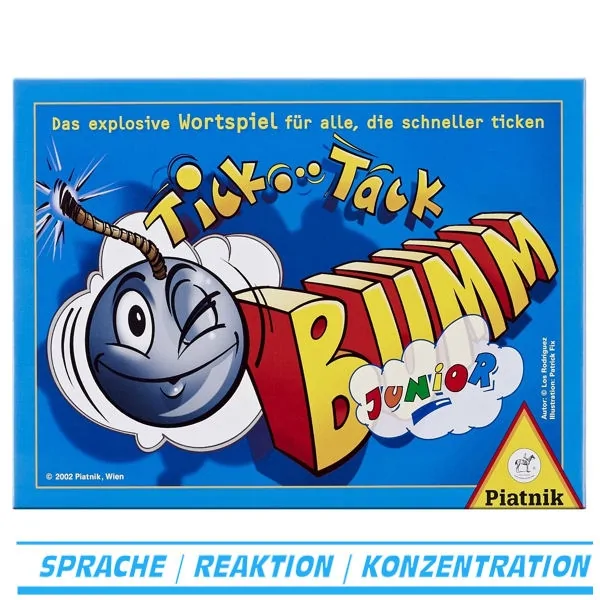 Das explosive Wortspiel für alle, die schneller ticken
Tick... Tack
BUMM
JUNIOR
Autor: © Los Rodriguez
Illustration: Patrick Fix
© 2002 Piatnik, Wien
Piatnik
SPRACHE | REAKTION | KONZENTRATION